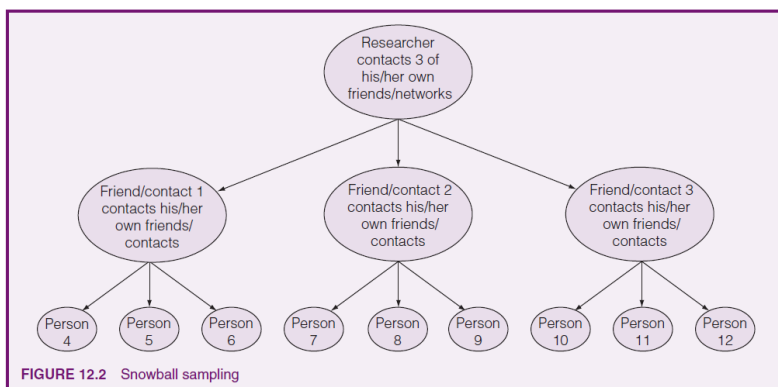 Researcher
contacts 3 of
his/her own
friends/networks
Friend/contact 1
contacts his/her
own friends/
contacts
Friend/contact 2
contacts his/her
own friends/
contacts
Friend/contact 3
contacts his/her
own friends/
contacts
Person
4
Person
5
Person
6
Person
7
Person
8
Person
9
Person
10
Person
11
Person
12
FIGURE 12.2 Snowball sampling